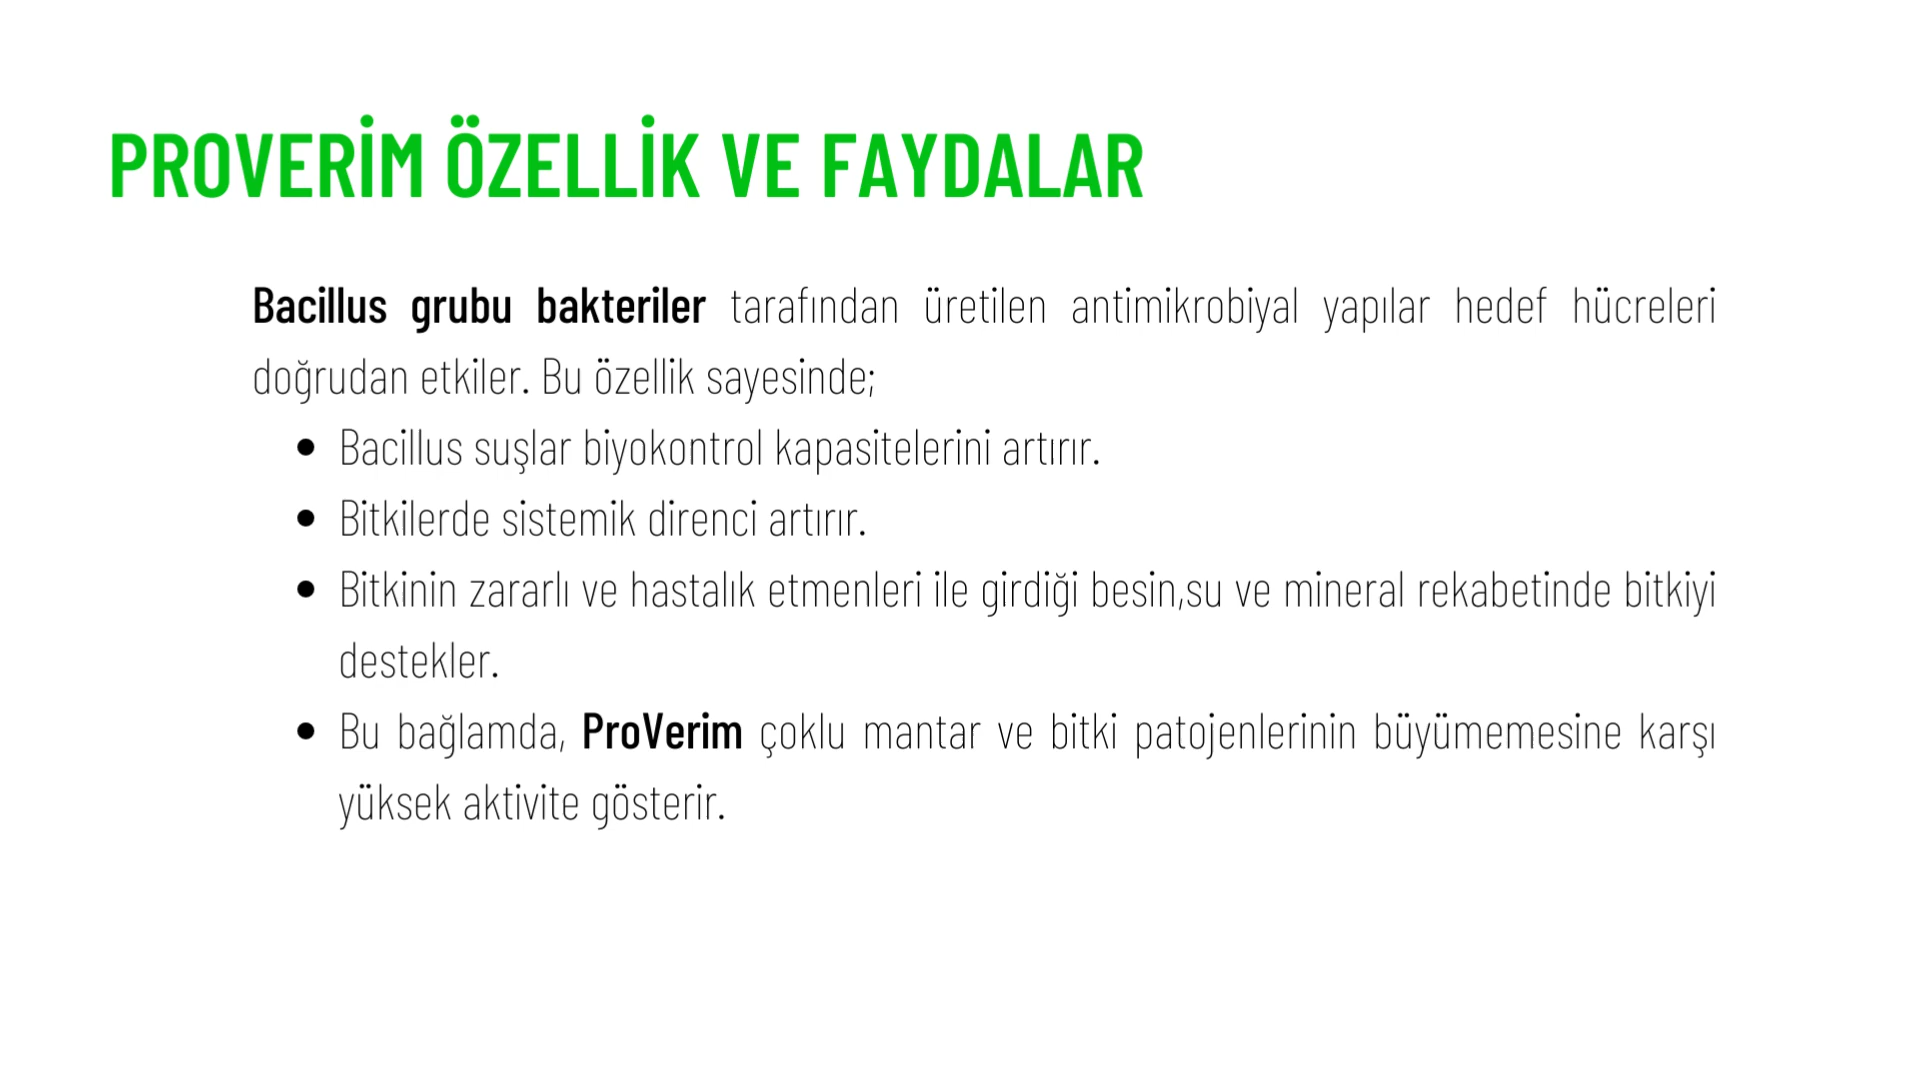 PROVERİM ÖZELLİK VE FAYDALAR
Bacillus grubu bakteriler tarafından üretilen antimikrobiyal yapılar hedef hücreleri
doğrudan etkiler. Bu özellik sayesinde;
• Bacillus suşlar biyokontrol kapasitelerini artırır.
• Bitkilerde sistemik direnci artırır.
• Bitkinin zararlı ve hastalık etmenleri ile girdiği besin,su ve mineral rekabetinde bitkiyi
destekler.
• Bu bağlamda, ProVerim çoklu mantar ve bitki patojenlerinin büyümemesine karşı
yüksek aktivite gösterir.